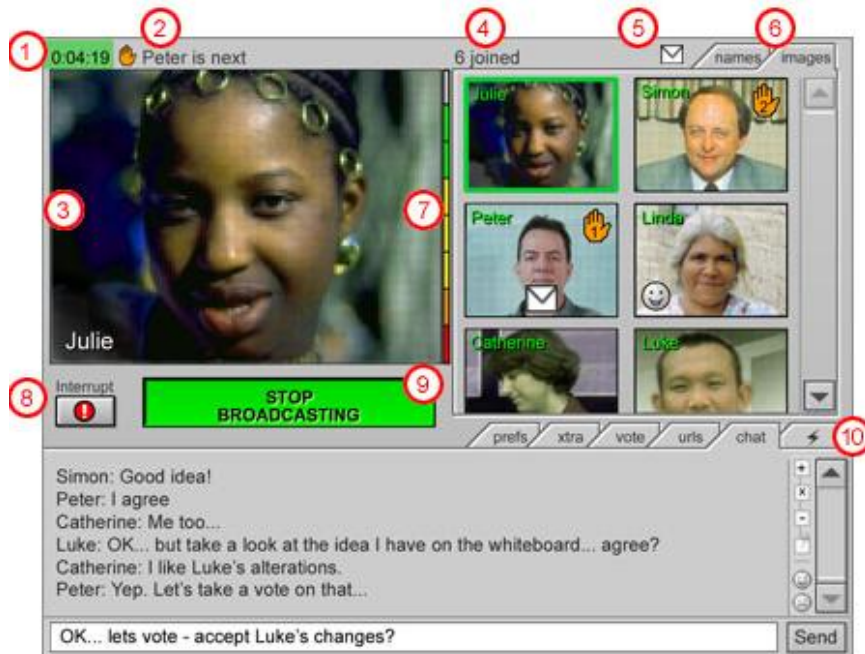 1
2
4
5
6
0:04:19 Peter is next
6 joined
names
images
3
7
Julie
Julie
Simon
2
Peter
1
Linda
Catherine
Luke
8
Interrupt
9
STOP
BROADCASTING
prefs
xtra
vote
urls
chat
10
Simon: Good idea!
Peter: I agree
Catherine: Me too...
Luke: OK... but take a look at the idea I have on the whiteboard... agree?
Catherine: I like Luke's alterations.
Peter: Yep. Let's take a vote on that...
OK... lets vote - accept Luke's changes?
Send